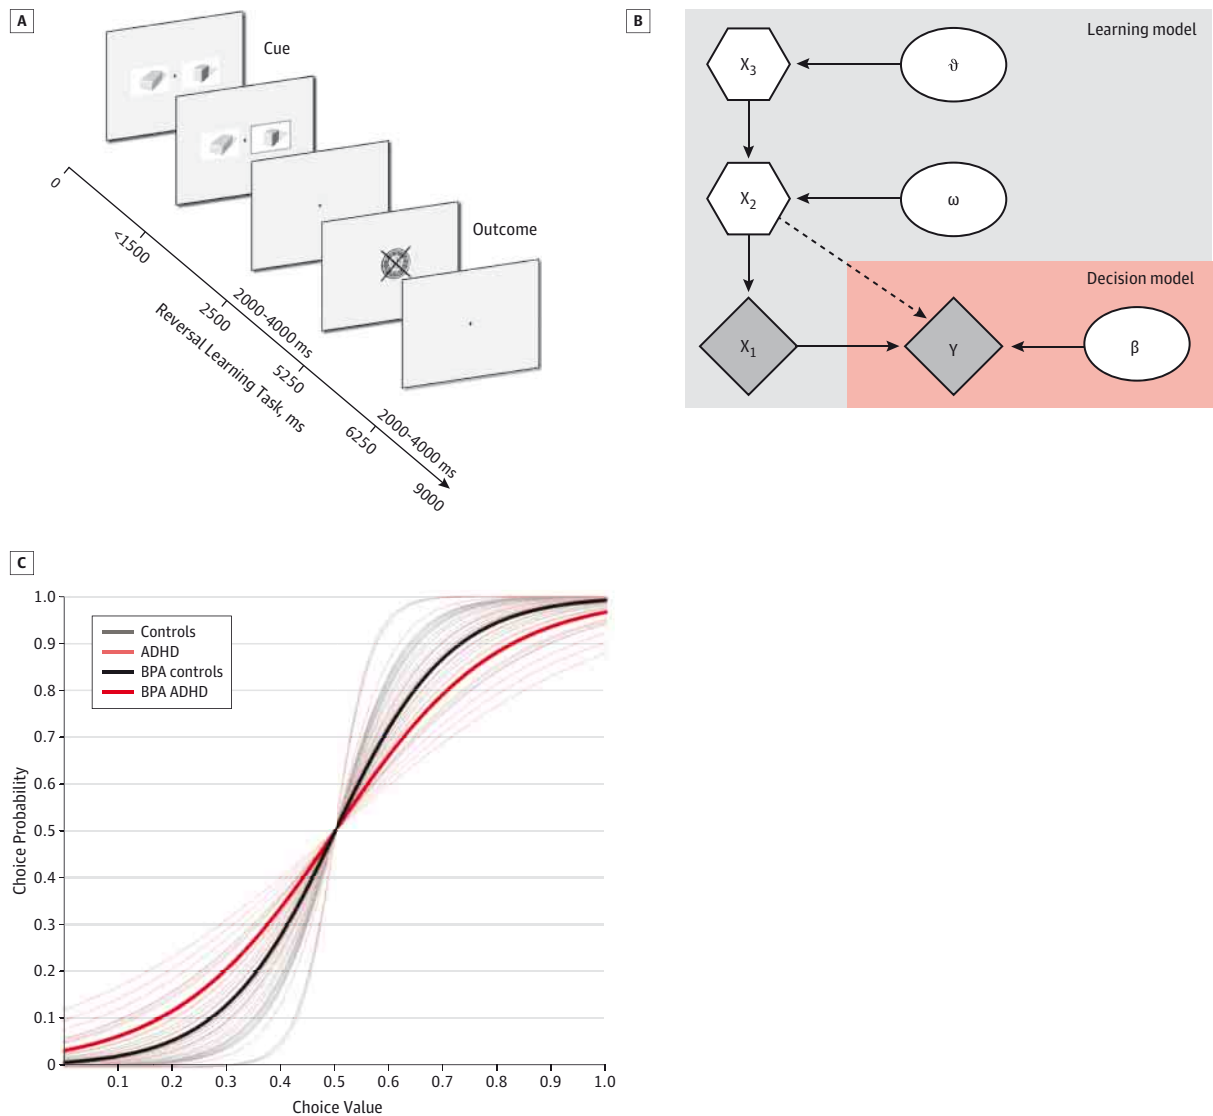 A
Cue
Outcome
0
<1500
2500
2000-4000 ms
5250
6250
2000-4000 ms
9000
Reversal Learning Task, ms
B
Learning model
X3
ϑ
X2
ω
Decision model
X1
γ
β
C
Controls
ADHD
BPA controls
BPA ADHD
1.0
0.9
0.8
0.7
0.6
0.5
0.4
0.3
0.2
0.1
0
Choice Probability
0.1 0.2 0.3 0.4 0.5 0.6 0.7 0.8 0.9 1.0
Choice Value